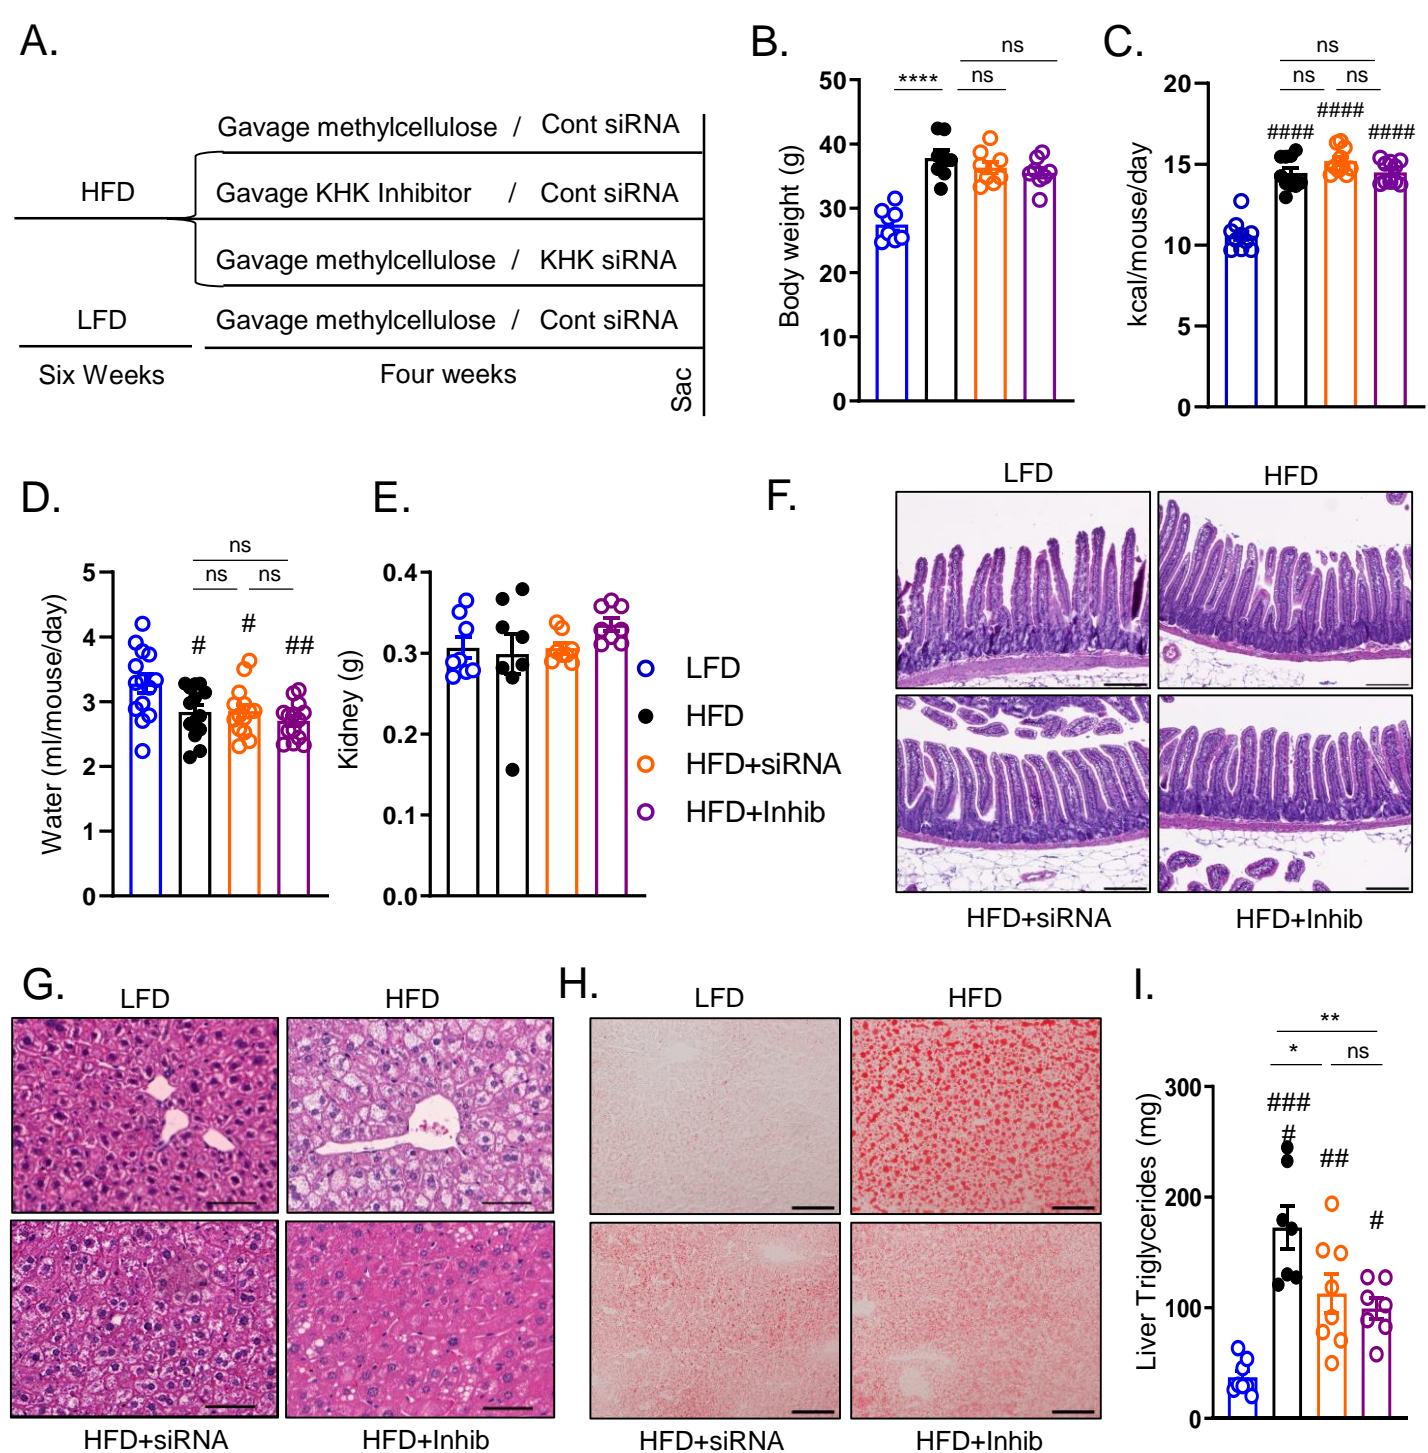 A.
Gavage methylcellulose / Cont siRNA
HFD
Gavage KHK Inhibitor / Cont siRNA
Gavage methylcellulose / KHK siRNA
LFD
Gavage methylcellulose / Cont siRNA
Six Weeks
Four weeks
Sac
B.
ns
**** ns
Body weight (g)
50
40
30
20
10
0
C.
ns
ns ns
####
#### ####
kcal/mouse/day
20
15
10
5
0
D.
ns
ns ns
# # ##
Water (ml/mouse/day)
5
4
3
2
1
0
E.
Kidney (g)
0.4
0.3
0.2
0.1
0.0
LFD
HFD
HFD+siRNA
HFD+Inhib
F.
LFD HFD
HFD+siRNA HFD+Inhib
G.
LFD HFD
HFD+siRNA HFD+Inhib
H.
LFD HFD
HFD+siRNA HFD+Inhib
I.
**
* ns
###
#
##
#
Liver Triglycerides (mg)
300
200
100
0